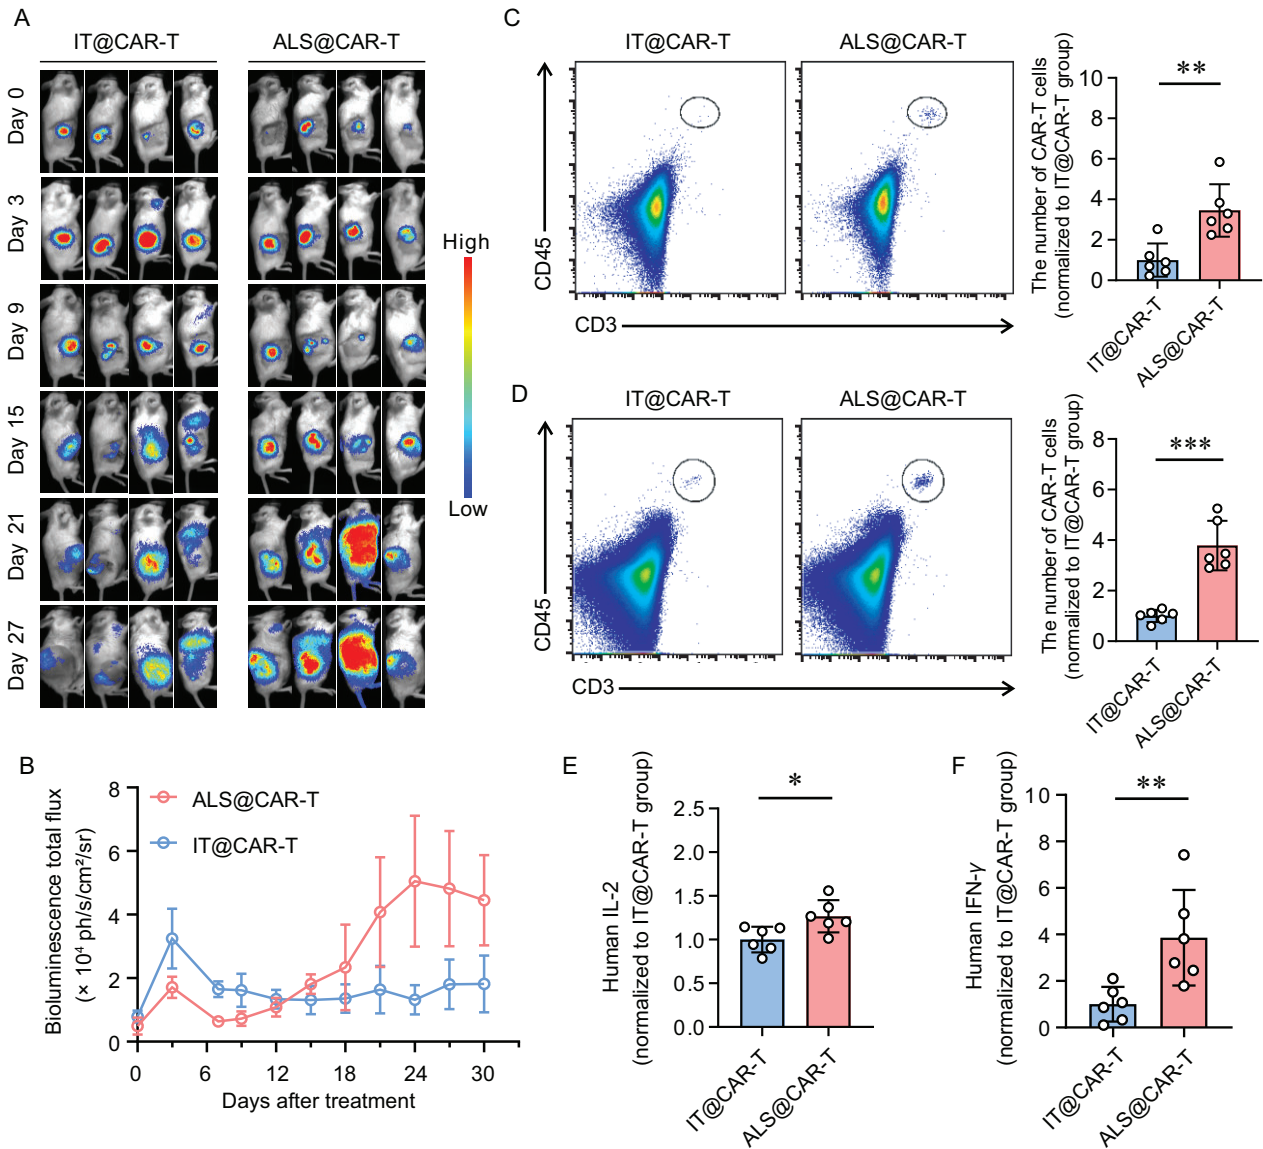 A
IT@CAR-T
ALS@CAR-T
Day 0
Day 3
Day 9
Day 15
Day 21
Day 27
High
Low
B
Bioluminescence total flux
(× 10⁴ ph/s/cm²/sr)
8
6
4
2
0
ALS@CAR-T
IT@CAR-T
0 6 12 18 24 30
Days after treatment
C
IT@CAR-T
ALS@CAR-T
CD45
CD3
The number of CAR-T cells
(normalized to IT@CAR-T group)
10
8
6
4
2
0
**
IT@CAR-T
ALS@CAR-T
D
IT@CAR-T
ALS@CAR-T
CD45
CD3
The number of CAR-T cells
(normalized to IT@CAR-T group)
8
6
4
2
0
***
IT@CAR-T
ALS@CAR-T
E
Human IL-2
(normalized to IT@CAR-T group)
2.5
2.0
1.5
1.0
0.5
0.0
*
IT@CAR-T
ALS@CAR-T
F
Human IFN-γ
(normalized to IT@CAR-T group)
10
8
6
4
2
0
**
IT@CAR-T
ALS@CAR-T